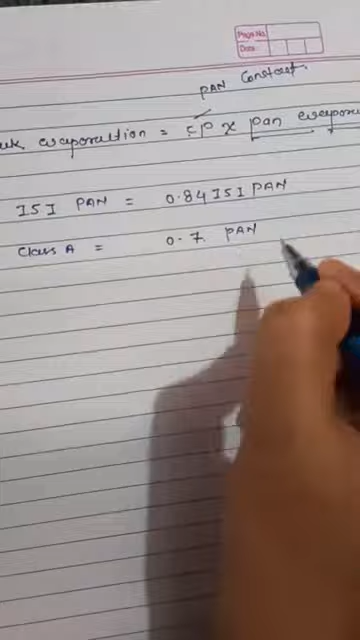 Page No.
Date:
PAN Constant.
evaporation = CP x pan evapora
ISI PAN = 0.84 ISI PAN
Class A = 0.7 PAN